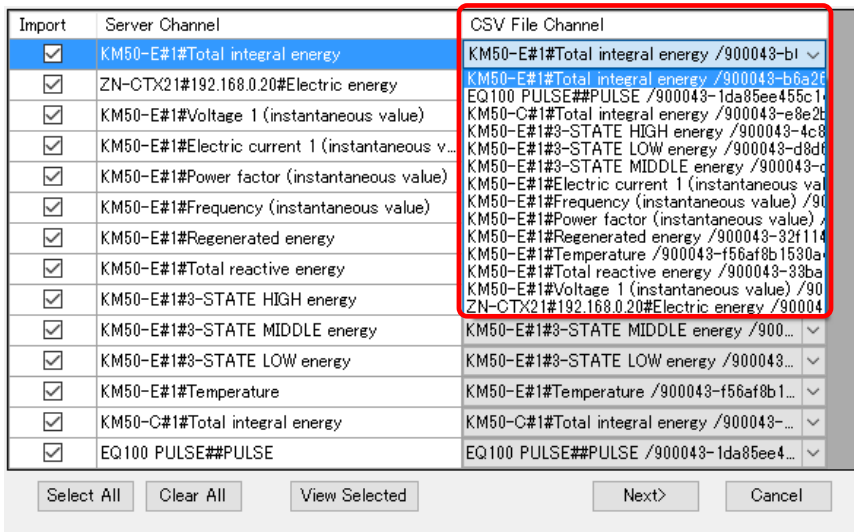 Import Server Channel CSV File Channel
KM50-E#1#Total integral energy KM50-E#1#Total integral energy /900043-b
ZN-CTX21#192.168.0.20#Electric energy KM50-E#1#Total integral energy /900043-b6a26
EQ100 PULSE##PULSE /900043-1da85ee455c1
KM50-E#1#Voltage 1 (instantaneous value) KM50-C#1#Total integral energy /900043-e8e2b
KM50-E#1#3-STATE HIGH energy /900043-4c8
KM50-E#1#Electric current 1 (instantaneous v... KM50-E#1#3-STATE LOW energy /900043-d8d6
KM50-E#1#3-STATE MIDDLE energy /900043-c
KM50-E#1#Power factor (instantaneous value) KM50-E#1#Electric current 1 (instantaneous val
KM50-E#1#Frequency (instantaneous value) KM50-E#1#Frequency (instantaneous value) /90
KM50-E#1#Power factor (instantaneous value) /
KM50-E#1#Regenerated energy KM50-E#1#Regenerated energy /900043-32f114
KM50-E#1#Temperature /900043-f56af8b1530a
KM50-E#1#Total reactive energy KM50-E#1#Total reactive energy /900043-33ba
KM50-E#1#3-STATE HIGH energy KM50-E#1#Voltage 1 (instantaneous value) /90
ZN-CTX21#192.168.0.20#Electric energy /90004
KM50-E#1#3-STATE MIDDLE energy KM50-E#1#3-STATE MIDDLE energy /900...
KM50-E#1#3-STATE LOW energy KM50-E#1#3-STATE LOW energy /900043...
KM50-E#1#Temperature KM50-E#1#Temperature /900043-f56af8b1...
KM50-C#1#Total integral energy KM50-C#1#Total integral energy /900043-...
EQ100 PULSE##PULSE EQ100 PULSE##PULSE /900043-1da85ee4...
Select All Clear All View Selected Next> Cancel